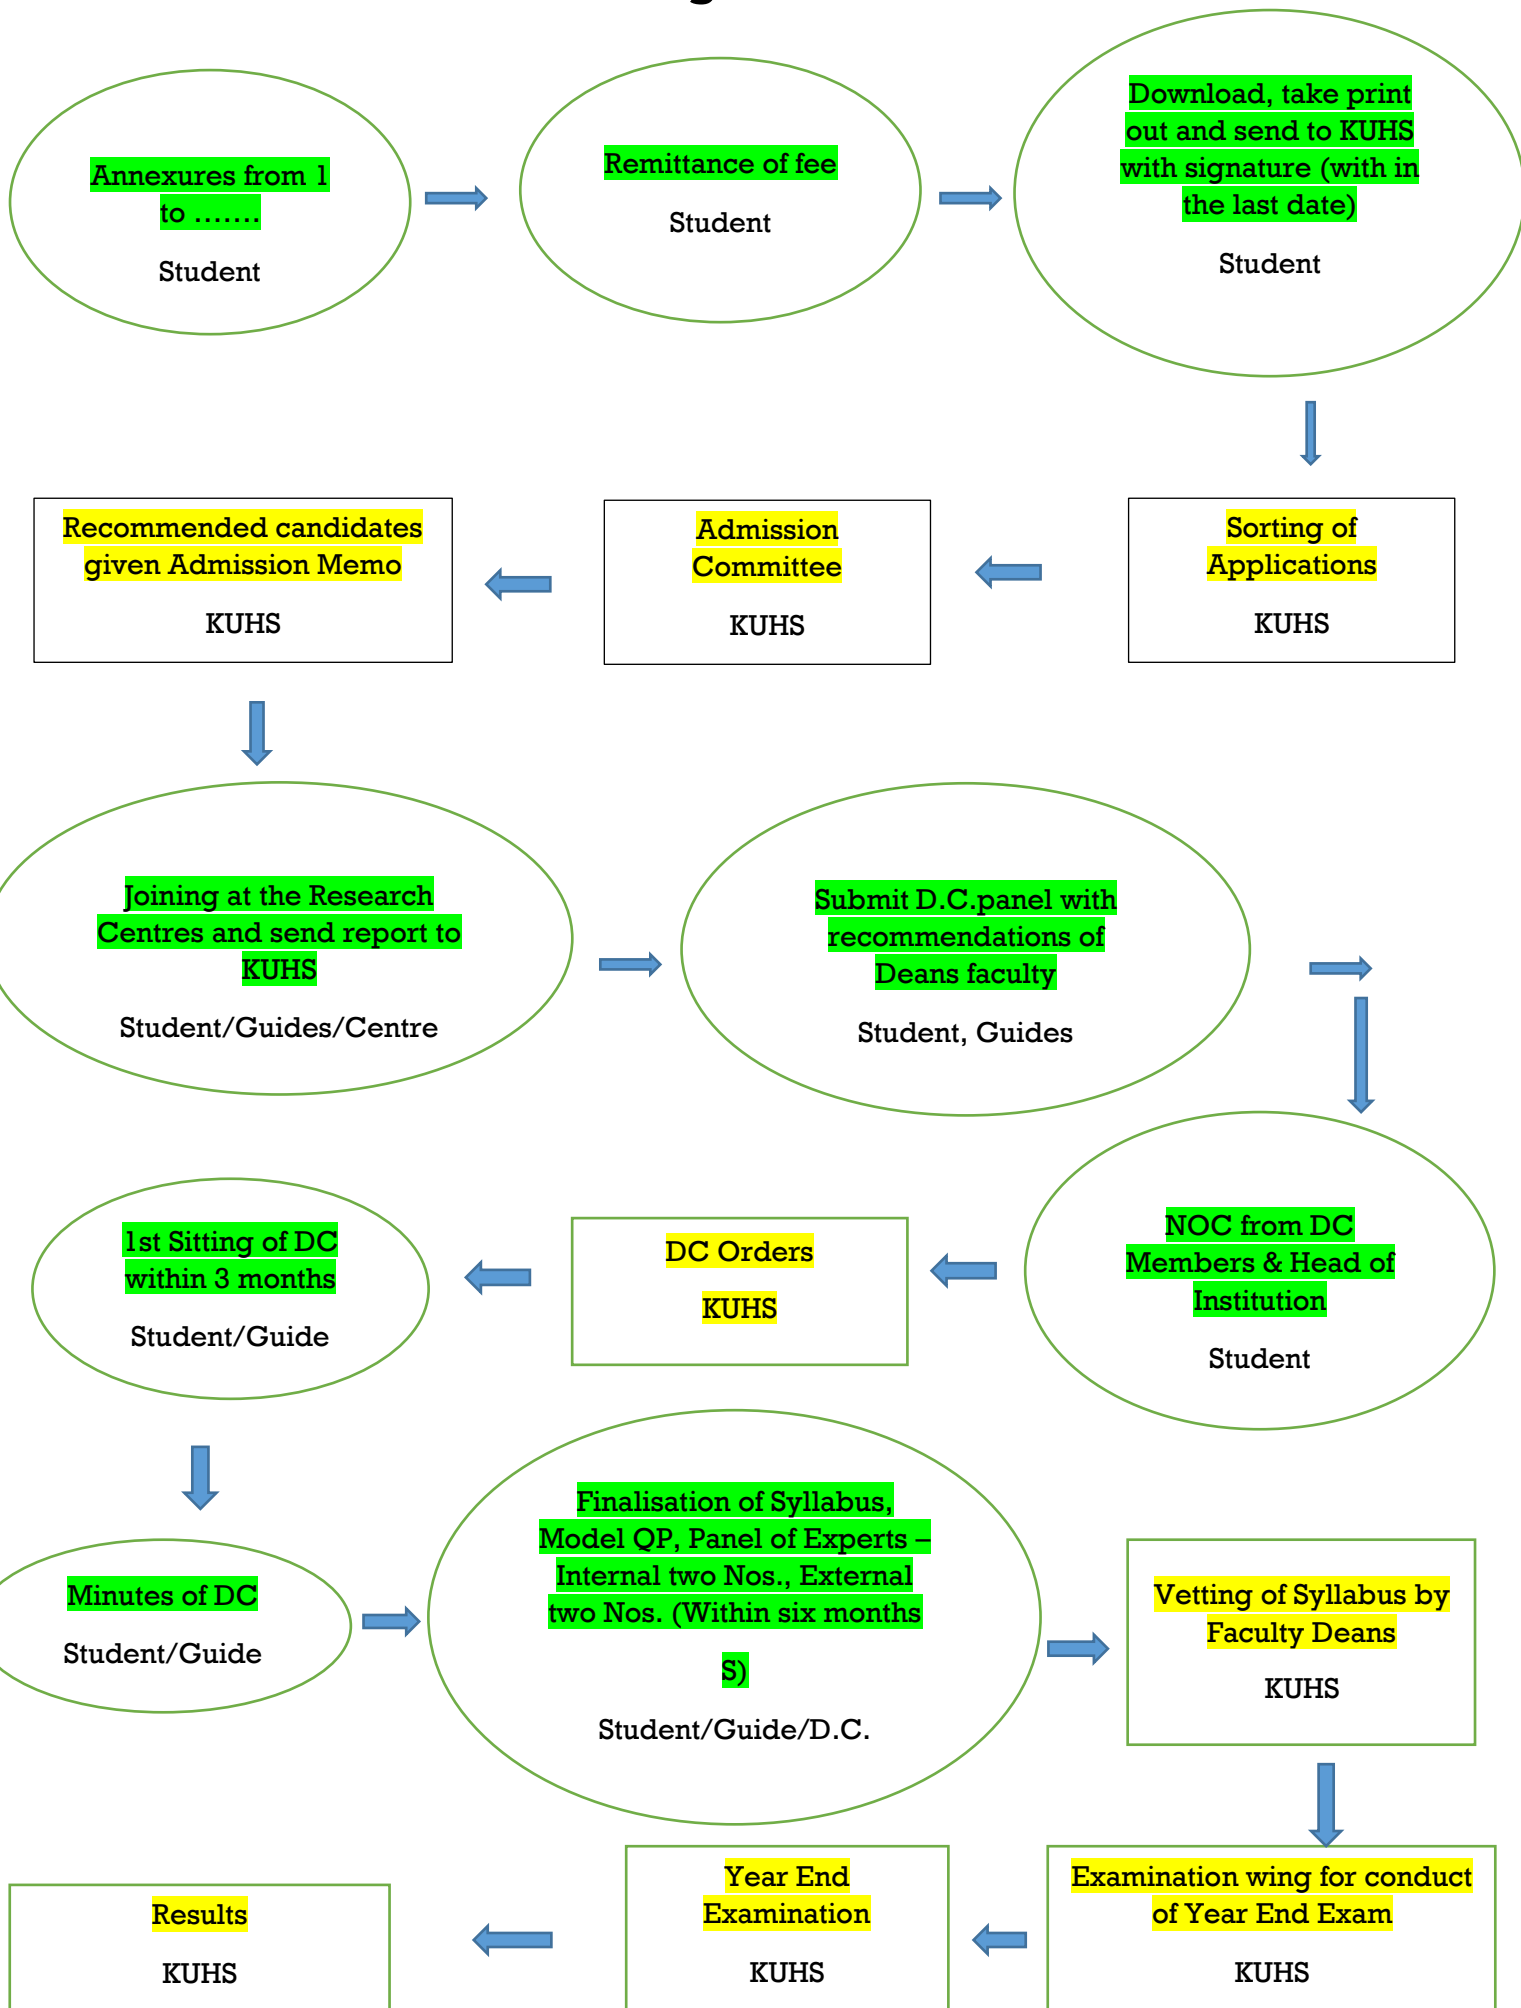 Annexures from 1
to …….
Student
Remittance of fee
Student
Download, take print
out and send to KUHS
with signature (with in
the last date)
Student
Sorting of
Applications
KUHS
Admission
Committee
KUHS
Recommended candidates
given Admission Memo
KUHS
Joining at the Research
Centres and send report to
KUHS
Student/Guides/Centre
Submit D.C.panel with
recommendations of
Deans faculty
Student, Guides
NOC from DC
Members & Head of
Institution
Student
DC Orders
KUHS
1st Sitting of DC
within 3 months
Student/Guide
Minutes of DC
Student/Guide
Finalisation of Syllabus,
Model QP, Panel of Experts –
Internal two Nos., External
two Nos. (Within six months
S)
Student/Guide/D.C.
Vetting of Syllabus by
Faculty Deans
KUHS
Examination wing for conduct
of Year End Exam
KUHS
Year End
Examination
KUHS
Results
KUHS